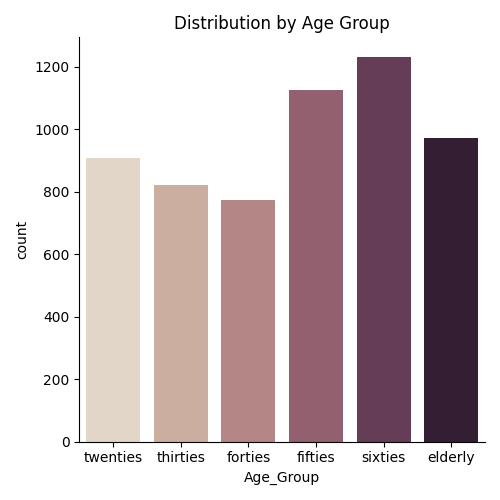 Distribution by Age Group
1200
1000
800
600
400
200
0
count
twenties thirties forties fifties sixties elderly
Age_Group